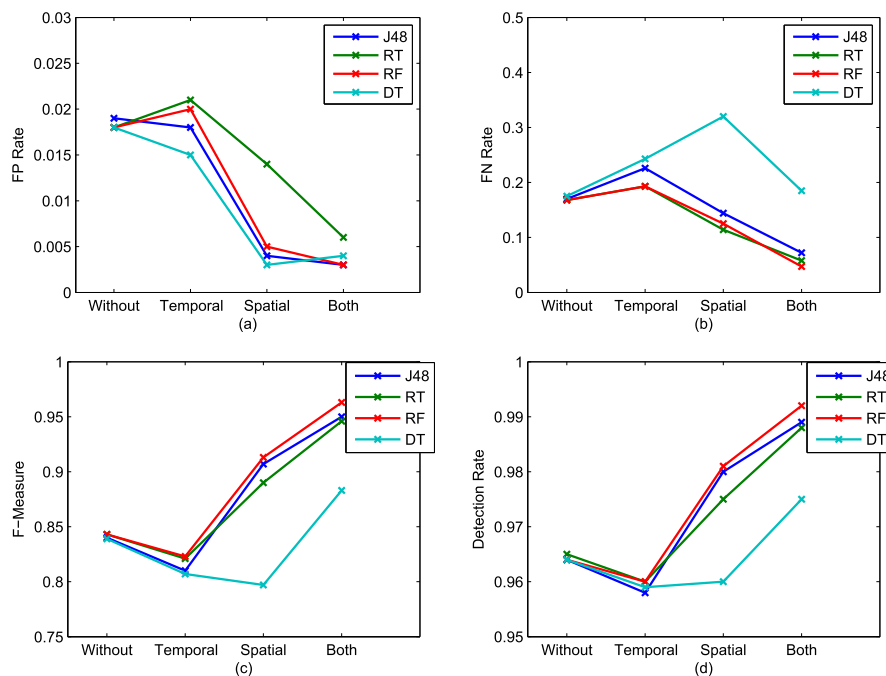 0.03
0.025
0.02
0.015
0.01
0.005
0
FP Rate
J48
RT
RF
DT
Without Temporal Spatial Both
(a)
0.5
0.4
0.3
0.2
0.1
0
FN Rate
J48
RT
RF
DT
Without Temporal Spatial Both
(b)
1
0.95
0.9
0.85
0.8
0.75
F−Measure
J48
RT
RF
DT
Without Temporal Spatial Both
(c)
1
0.99
0.98
0.97
0.96
0.95
Detection Rate
J48
RT
RF
DT
Without Temporal Spatial Both
(d)